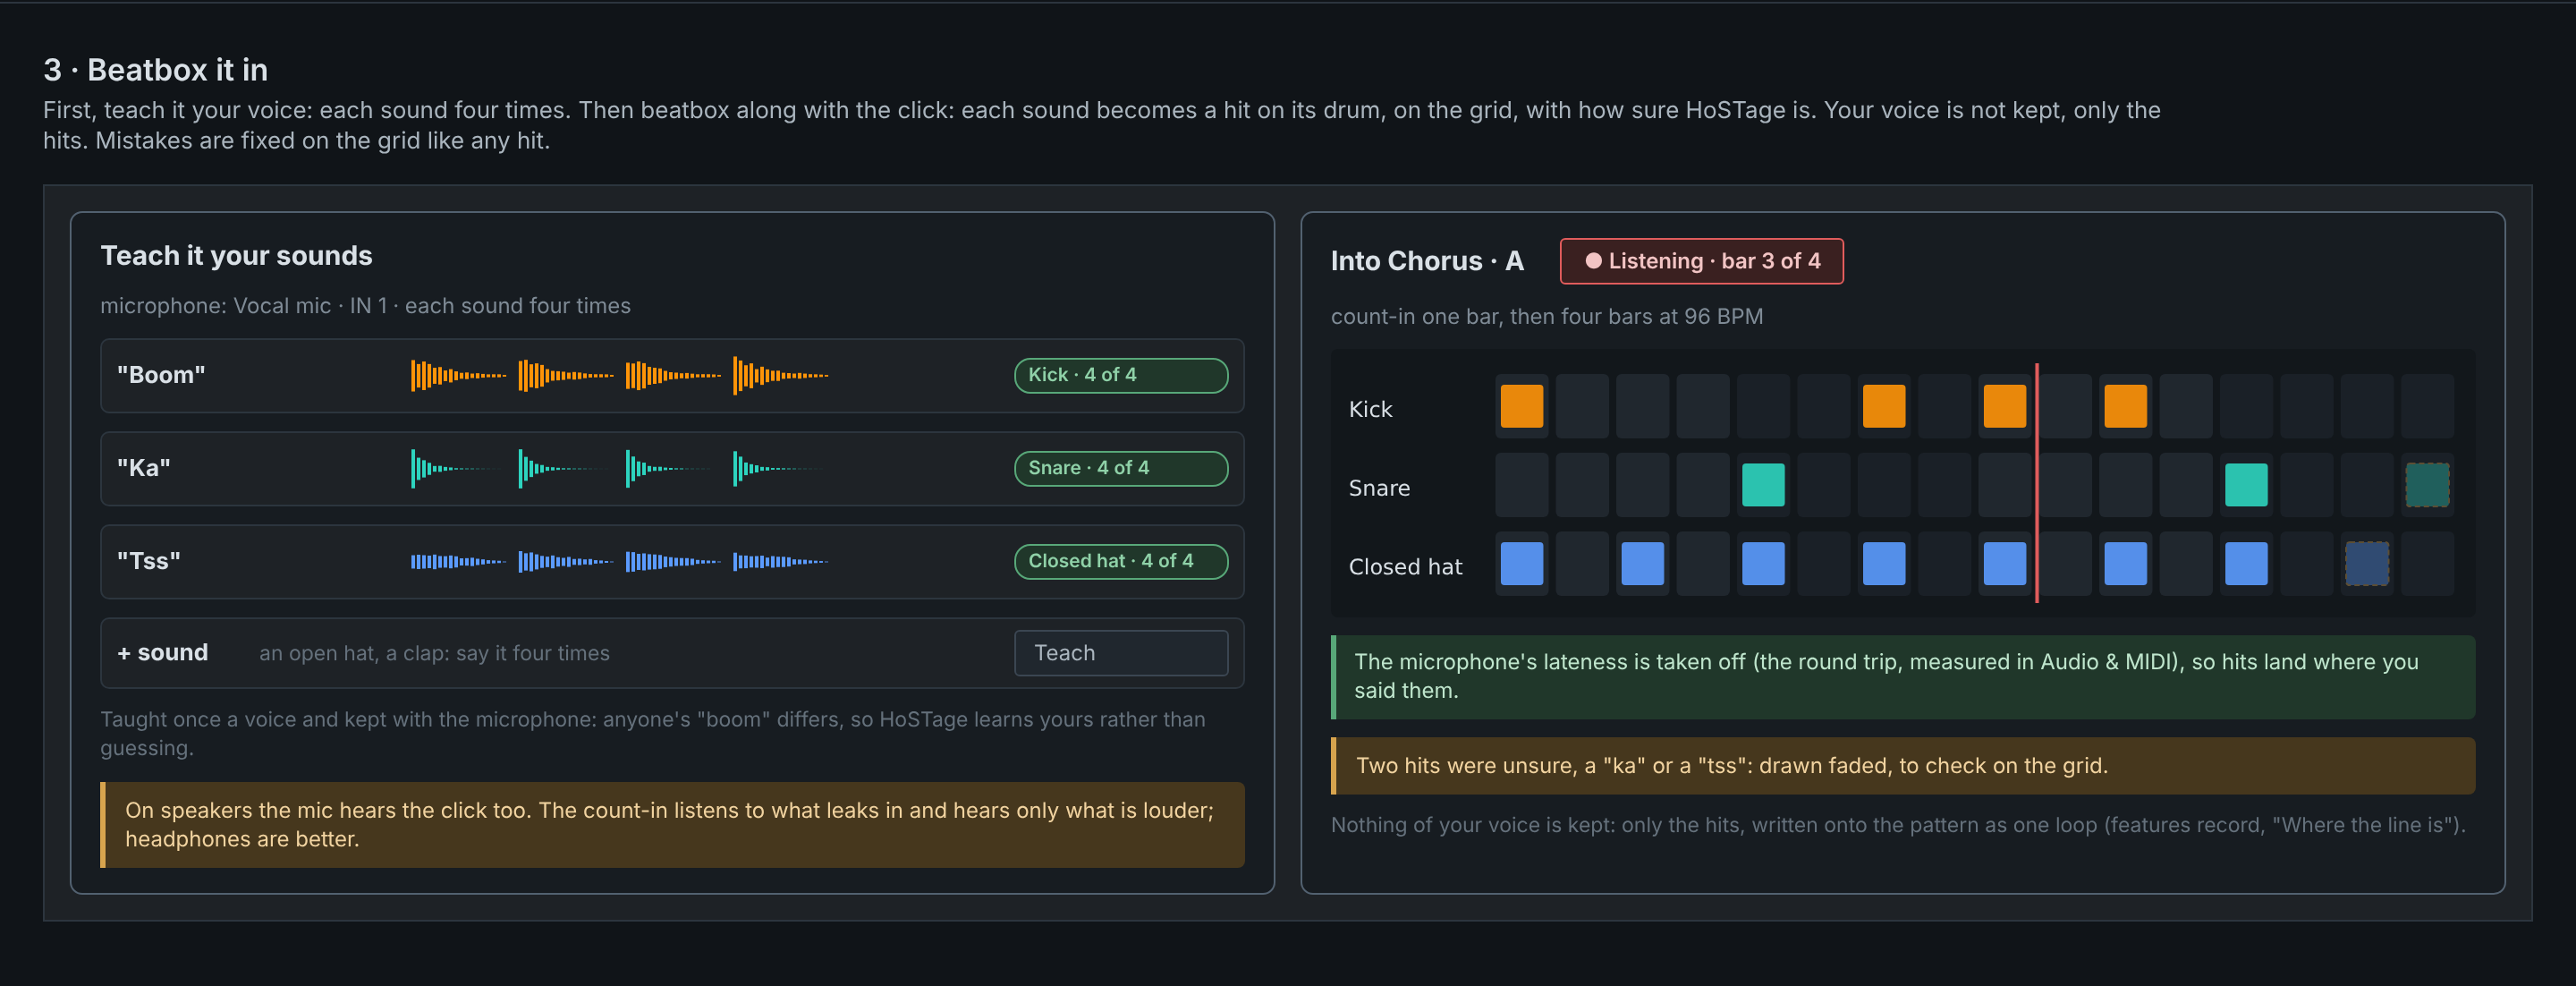 3 · Beatbox it in
First, teach it your voice: each sound four times. Then beatbox along with the click: each sound becomes a hit on its drum, on the grid, with how sure HoSTage is. Your voice is not kept, only the
hits. Mistakes are fixed on the grid like any hit.
Teach it your sounds
microphone: Vocal mic · IN 1 · each sound four times
"Boom"
Kick · 4 of 4
"Ka"
Snare · 4 of 4
"Tss"
Closed hat · 4 of 4
+ sound an open hat, a clap: say it four times
Teach
Taught once a voice and kept with the microphone: anyone's "boom" differs, so HoSTage learns yours rather than
guessing.
On speakers the mic hears the click too. The count-in listens to what leaks in and hears only what is louder;
headphones are better.
Into Chorus · A
Listening · bar 3 of 4
count-in one bar, then four bars at 96 BPM
Kick
Snare
Closed hat
The microphone's lateness is taken off (the round trip, measured in Audio & MIDI), so hits land where you
said them.
Two hits were unsure, a "ka" or a "tss": drawn faded, to check on the grid.
Nothing of your voice is kept: only the hits, written onto the pattern as one loop (features record, "Where the line is").